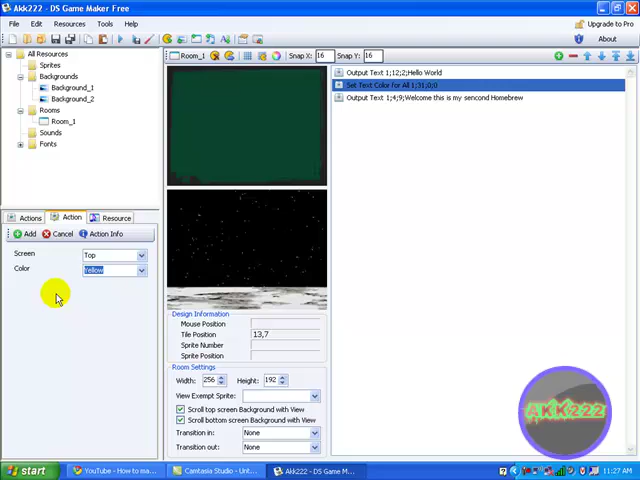 Akk222 - DS Game Maker Free
File Edit Resources Tools Help
Upgrade to Pro
About
Room_1 Snap X: 16 Snap Y: 16
All Resources
Sprites
Backgrounds
Background_1
Background_2
Rooms
Room_1
Sounds
Fonts
Output Text 1;12;2;Hello World
Set Text Color for All 1;31;0;0
Output Text 1;4;9;Welcome this is my sencond Homebrew
Actions Action Resource
Add Cancel Action Info
Screen Top
Color Yellow
Design Information
Mouse Position
Tile Position 13,7
Sprite Number
Sprite Position
Room Settings
Width: 256 Height: 192
View Exempt Sprite:
Scroll top screen Background with View
Scroll bottom screen Background with View
Transition in: None
Transition out: None
AKK222
start YouTube - How to ma... Camtasia Studio - Unt... Akk222 - DS Game M... 11:27 AM